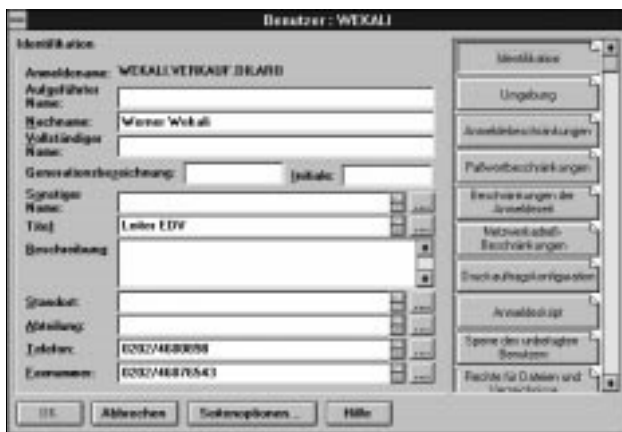 Benutzer : WEKALI
Identifikation
Anmeldename: WEKALI.VERKAUF.DILARO
Aufgeführter Name:
Nachname: Werner Wekali
Vollständiger Name:
Generationsbezeichnung: Initiale:
Sonstiger Name:
Titel: Leiter EDV
Beschreibung
Standort:
Abteilung:
Telefon: 0202/4680898
Faxnummer: 0202/46876543
OK Abbrechen Seitenoptionen ... Hilfe
Identifikation
Umgebung
Anmeldebeschränkungen
Paßwortbeschränkungen
Beschränkungen der Anmeldezeit
Netzwerkadreß-Beschränkungen
Druckauftragskonfiguration
Anmeldeskript
Sperre des unbefugten Benutzers
Rechte für Dateien und